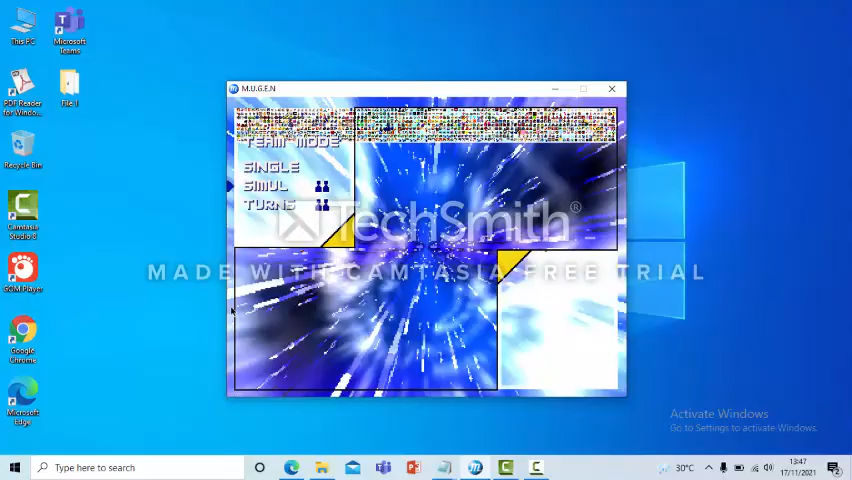 This PC
Microsoft
Teams
PDF Reader
for Window...
File I
Recycle Bin
Camtasia
Studio 8
GOM Player
Google
Chrome
Microsoft
Edge
M.U.G.E.N
TEAM MODE
SINGLE
SIMUL
TURNS
TechSmith®
MADE WITH CAMTASIA FREE TRIAL
Activate Windows
Go to Settings to activate Windows.
Type here to search
30°C
13:47
17/11/2021
2